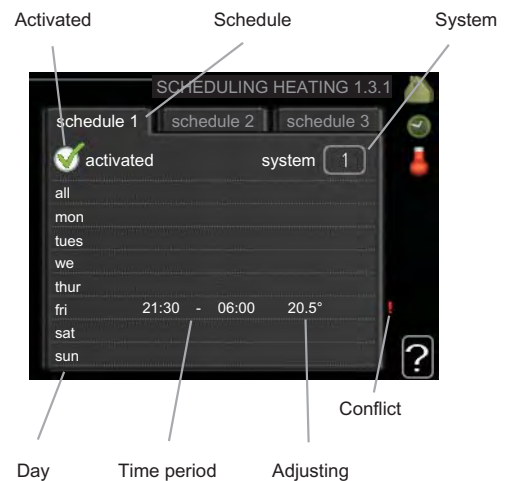 Activated Schedule System
SCHEDULING HEATING 1.3.1
schedule 1 schedule 2 schedule 3
activated system 1
all
mon
tues
we
thur
fri 21:30 - 06:00 20.5° !
sat
sun
?
Conflict
Day Time period Adjusting